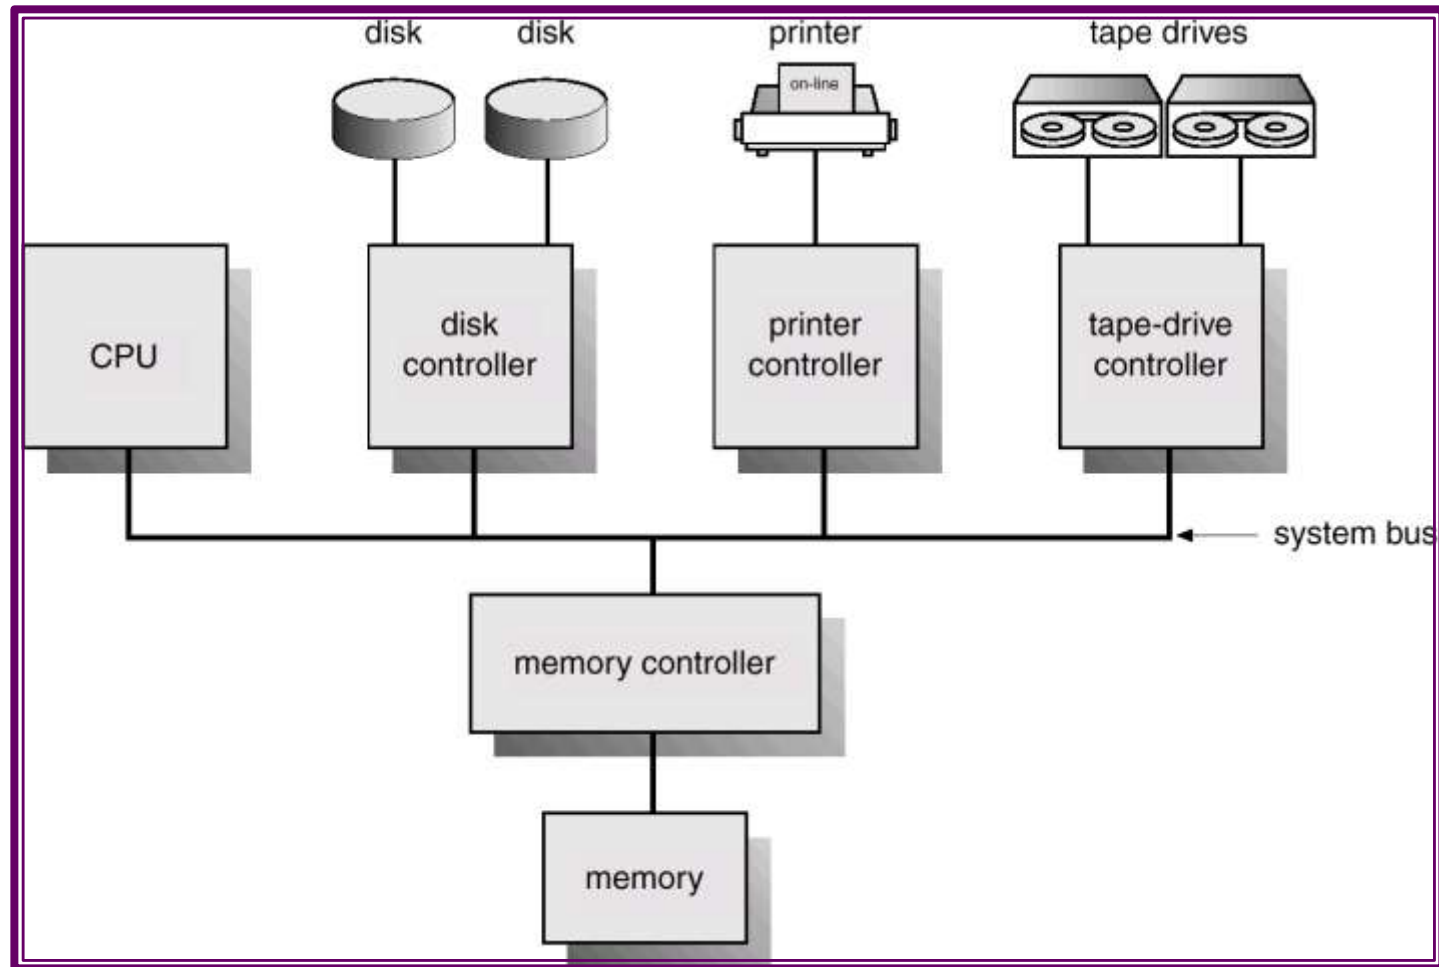 disk
disk
printer
tape drives
on-line
CPU
disk
controller
printer
controller
tape-drive
controller
system bus
memory controller
memory